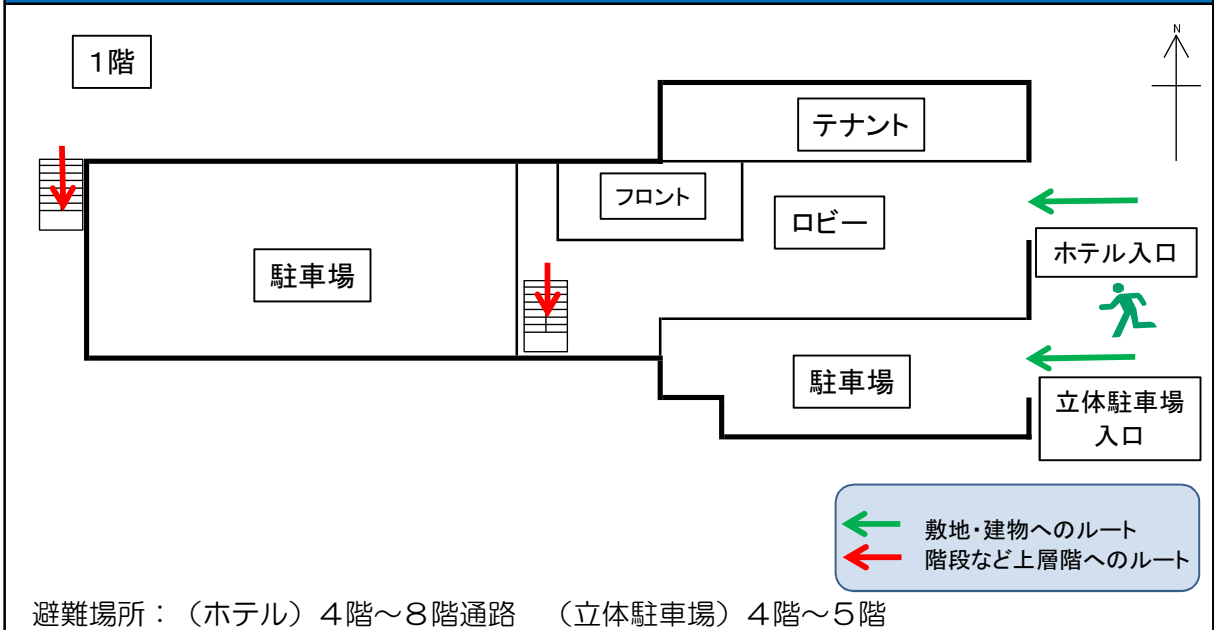 1階
N
テナント
フロント
ロビー
ホテル入口
駐車場
駐車場
立体駐車場
入口
敷地・建物へのルート
階段など上層階へのルート
避難場所：（ホテル）４階～８階通路　（立体駐車場）４階～５階